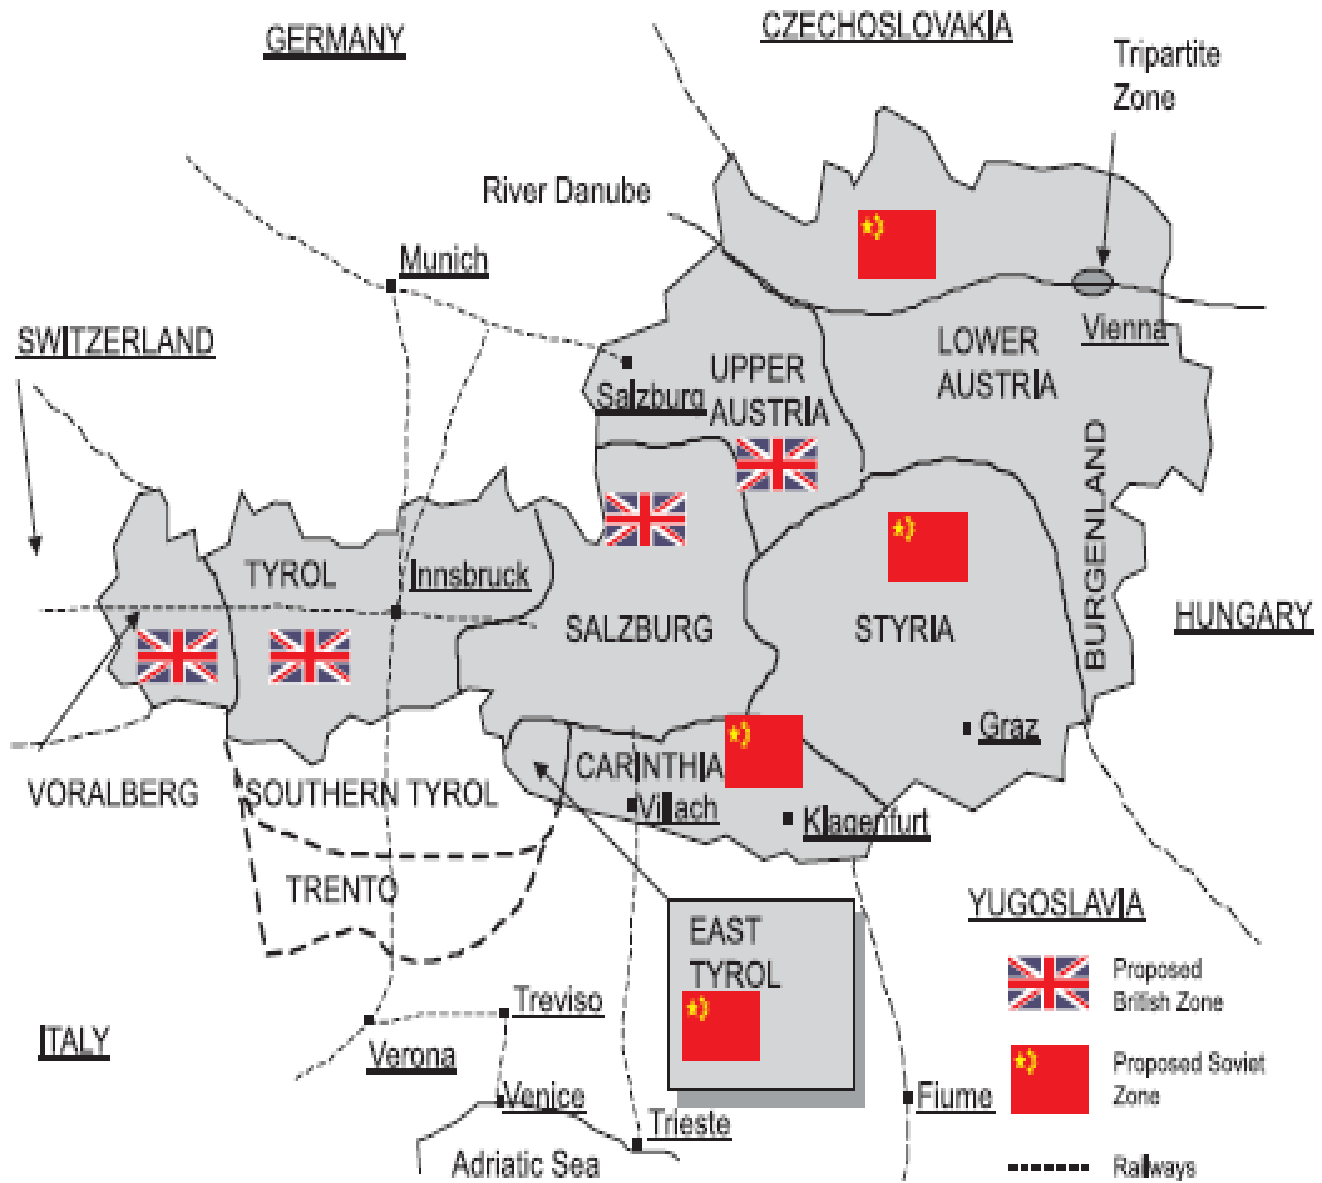 GERMANY
CZECHOSLOVAKIA
Tripartite
Zone
River Danube
Munich
SWITZERLAND
Vienna
LOWER
AUSTRIA
UPPER
AUSTRIA
Salzburg
BURGENLAND
TYROL
Innsbruck
SALZBURG
STYRIA
HUNGARY
Graz
VORALBERG
SOUTHERN TYROL
CARINTHIA
Villach
Klagenfurt
TRENTO
EAST
TYROL
YUGOSLAVIA
Proposed
British Zone
Treviso
ITALY
Verona
Proposed Soviet
Zone
Venice
Fiume
Trieste
Adriatic Sea
Railways